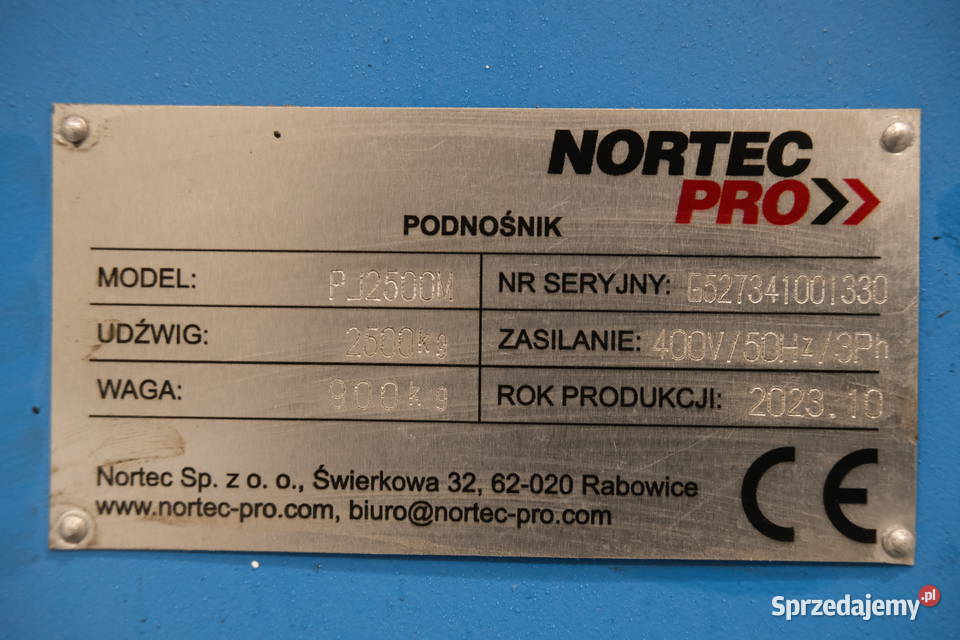 NORTEC
PRO
PODNOŚNIK
MODEL: PJ2500M NR SERYJNY: G527341001330
UDŹWIG: 2500kg ZASILANIE: 400V/50Hz/3Ph
WAGA: 900kg ROK PRODUKCJI: 2023.10
Nortec Sp. z o. o., Świerkowa 32, 62-020 Rabowice
www.nortec-pro.com, biuro@nortec-pro.com
CE
Sprzedajemy.pl